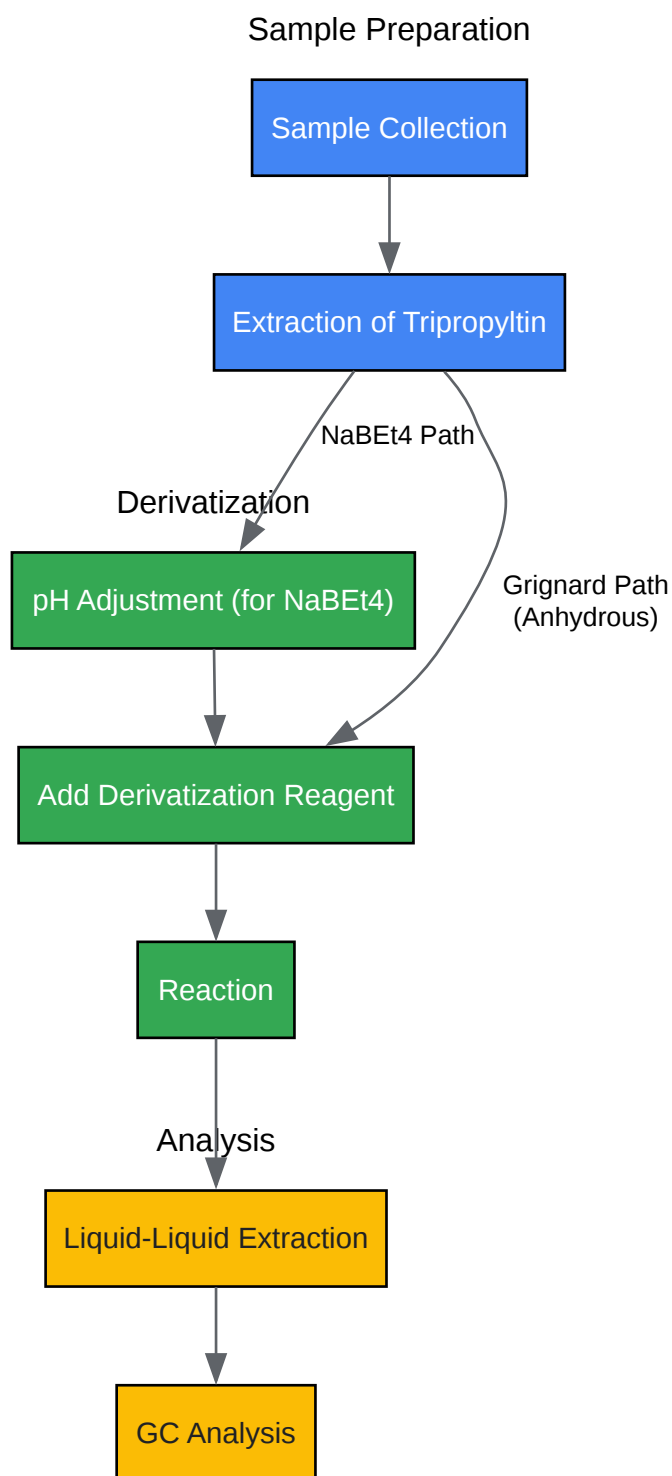 Sample Preparation
Sample Collection
Extraction of Tripropyltin
NaBEt4 Path
Derivatization
pH Adjustment (for NaBEt4)
Grignard Path
(Anhydrous)
Add Derivatization Reagent
Reaction
Analysis
Liquid-Liquid Extraction
GC Analysis